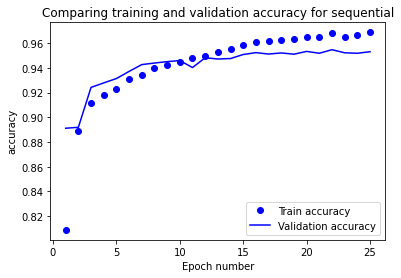 Comparing training and validation accuracy for sequential
accuracy
0.96
0.94
0.92
0.90
0.88
0.86
0.84
0.82
Train accuracy
Validation accuracy
0
5
10
15
20
25
Epoch number